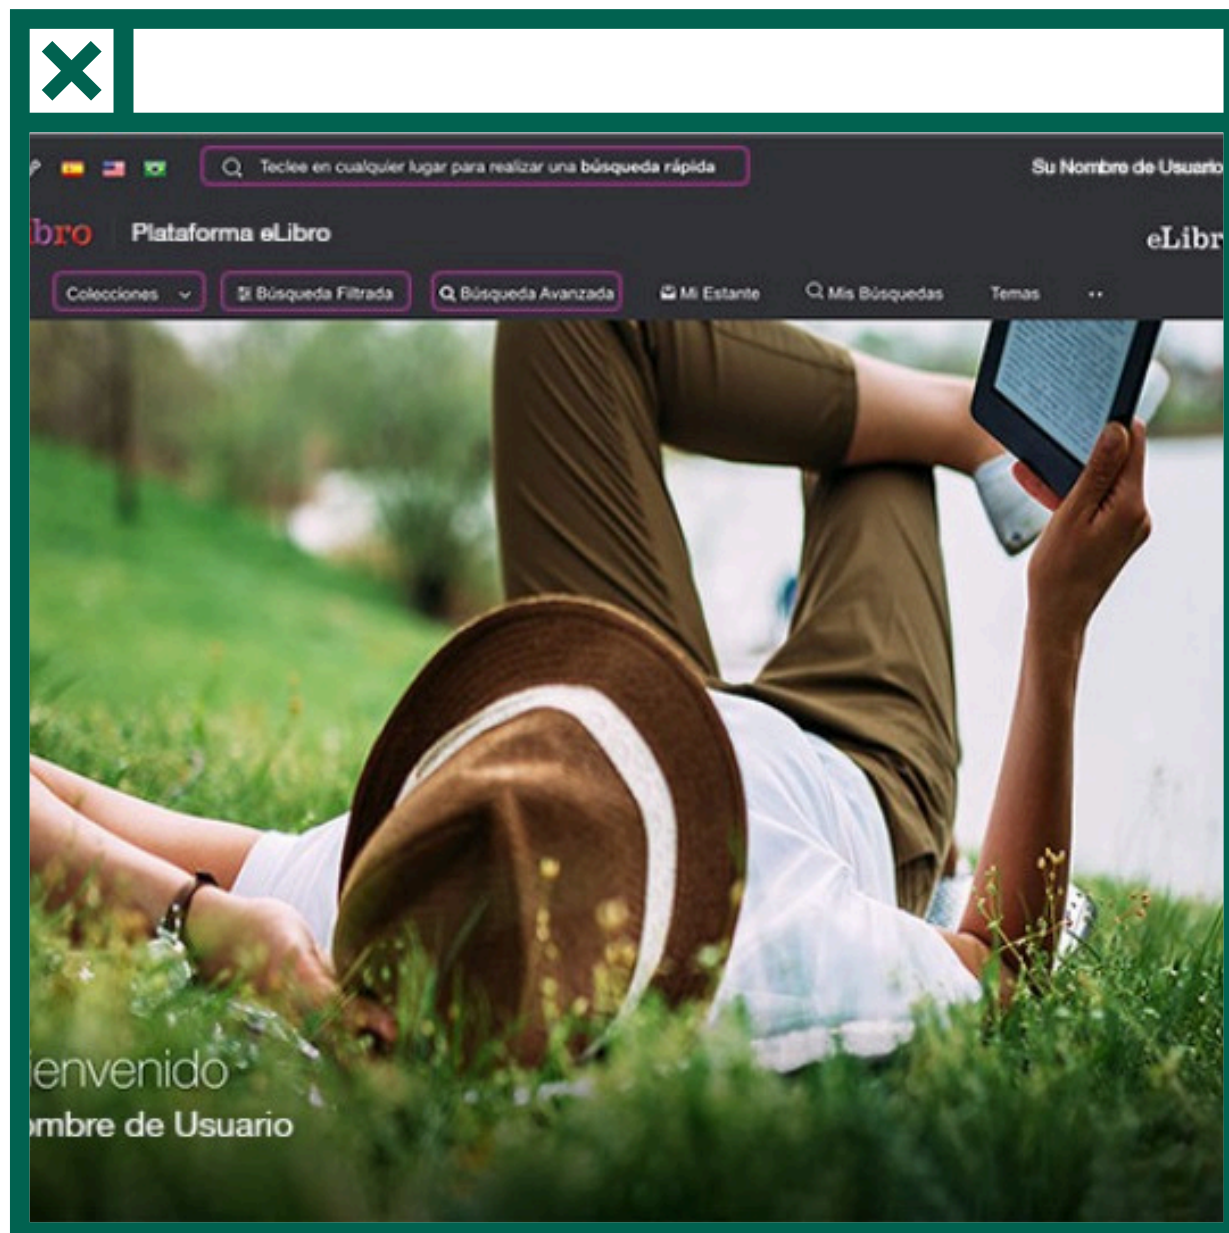 Teclee en cualquier lugar para realizar una búsqueda rápida
Su Nombre de Usuario
bro
Plataforma eLibro
eLibr
Colecciones
Búsqueda Filtrada
Búsqueda Avanzada
Mi Estante
Mis Búsquedas
Temas
ienvenido
ombre de Usuario